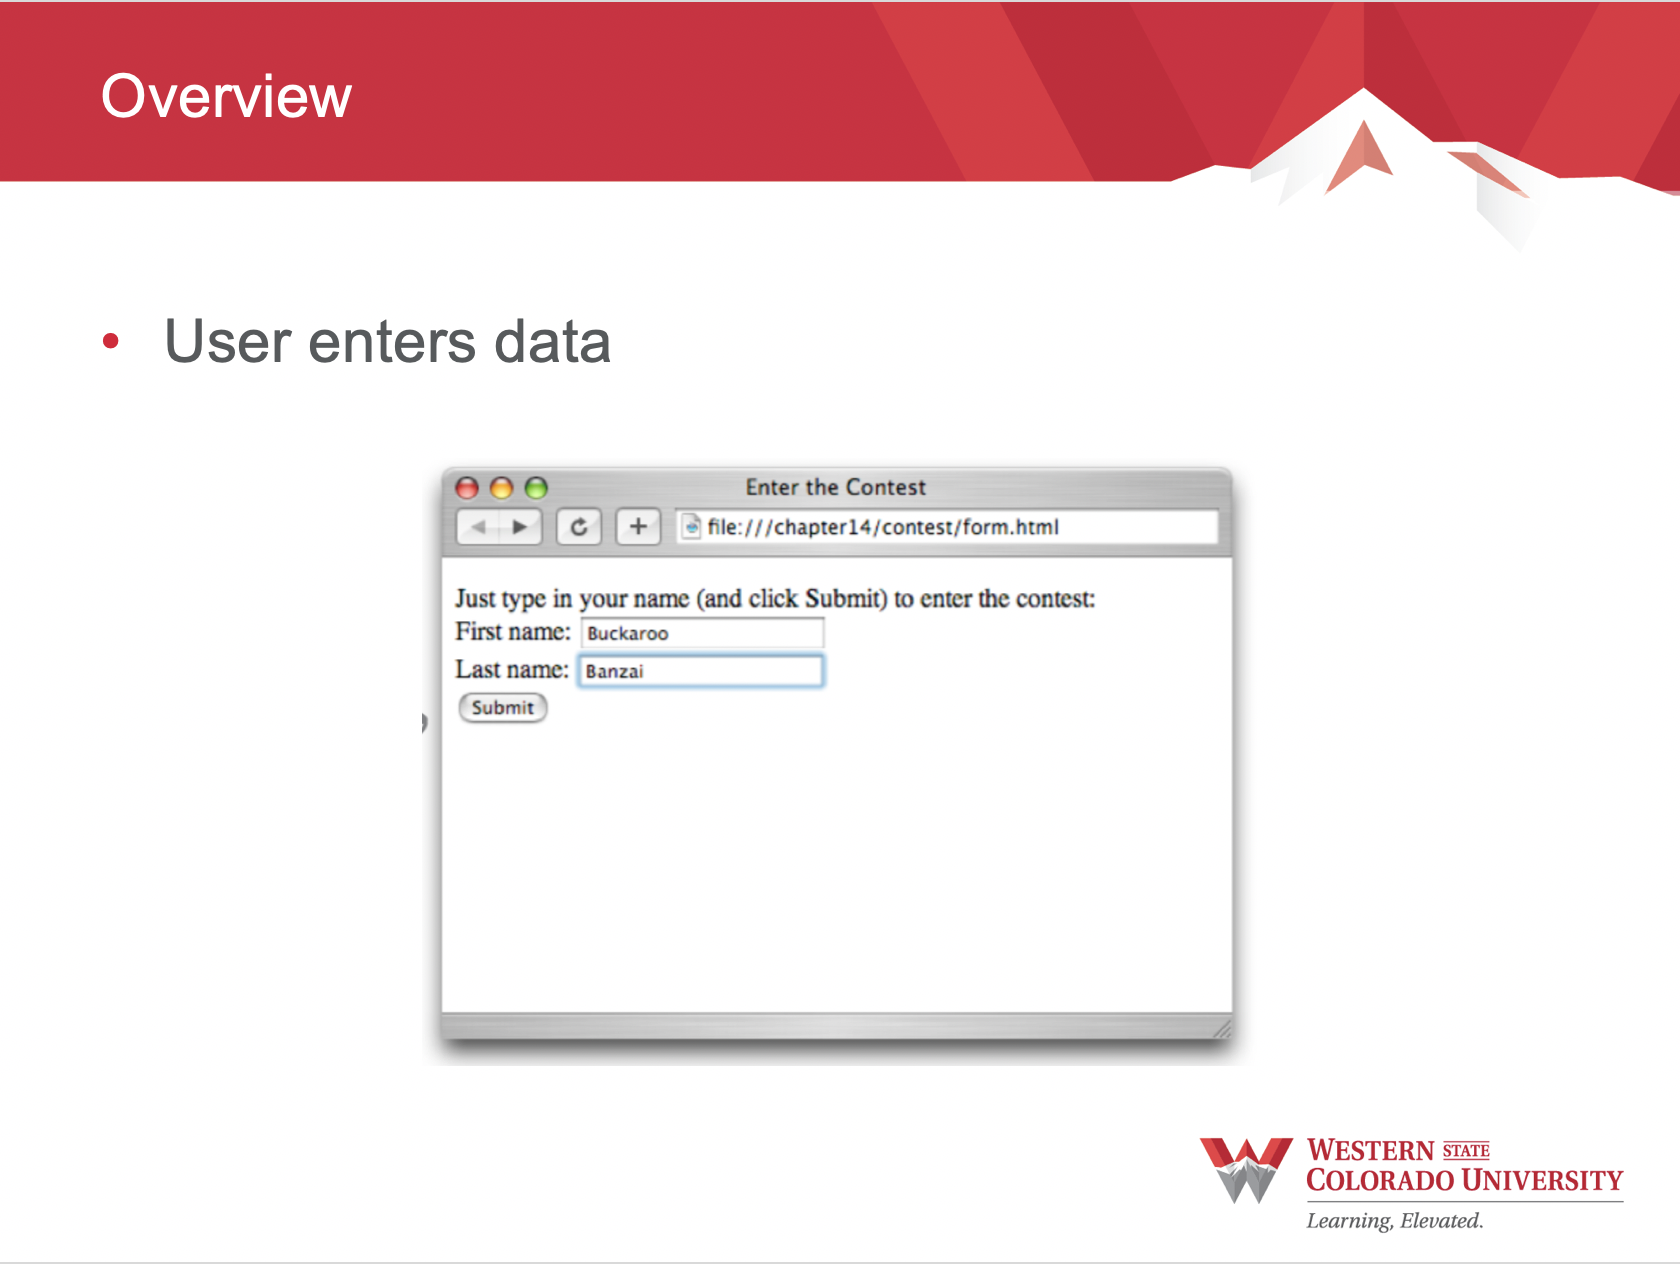 Overview
• User enters data
Enter the Contest
file:///chapter14/contest/form.html
Just type in your name (and click Submit) to enter the contest:
First name: Buckaroo
Last name: Banzai
Submit
WESTERN STATE
COLORADO UNIVERSITY
Learning, Elevated.